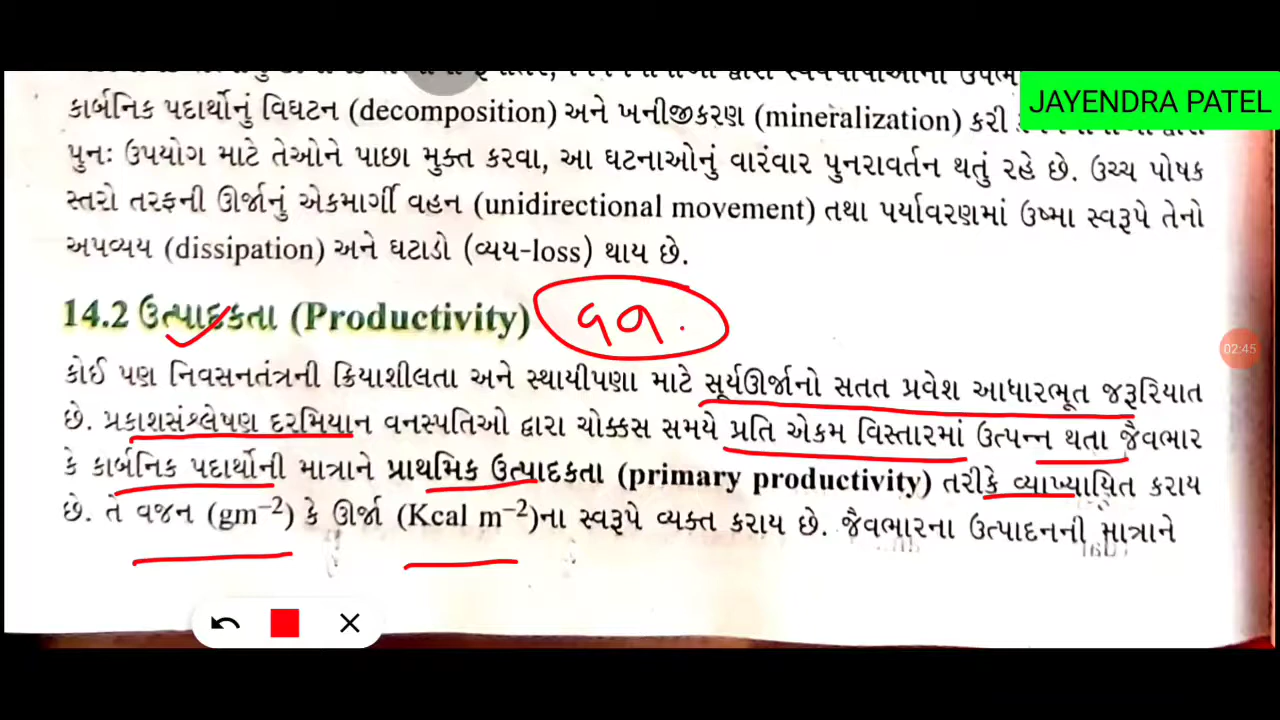 JAYENDRA PATEL
કાર્બનિક પદાર્થોનું વિઘટન (decomposition) અને ખનીજીકરણ (mineralization) કરી
પુનઃ ઉપયોગ માટે તેઓને પાછા મુક્ત કરવા, આ ઘટનાઓનું વારંવાર પુનરાવર્તન થતું રહે છે. ઉચ્ચ પોષક
સ્તરો તરફની ઊર્જાનું એકમાર્ગી વહન (unidirectional movement) તથા પર્યાવરણમાં ઉષ્મા સ્વરૂપે તેનો
અપવ્યય (dissipation) અને ઘટાડો (વ્યય-loss) થાય છે.
14.2 ઉત્પાદકતા (Productivity)
02:45
કોઈ પણ નિવસનતંત્રની ક્રિયાશીલતા અને સ્થાયીપણા માટે સૂર્યઊર્જાનો સતત પ્રવેશ આધારભૂત જરૂરિયાત
છે. પ્રકાશસંશ્લેષણ દરમિયાન વનસ્પતિઓ દ્વારા ચોક્કસ સમયે પ્રતિ એકમ વિસ્તારમાં ઉત્પન્ન થતા જૈવભાર
કે કાર્બનિક પદાર્થોની માત્રાને પ્રાથમિક ઉત્પાદકતા (primary productivity) તરીકે વ્યાખ્યાયિત કરાય
છે. તે વજન (gm⁻²) કે ઊર્જા (Kcal m⁻²)ના સ્વરૂપે વ્યક્ત કરાય છે. જૈવભારના ઉત્પાદનની માત્રાને